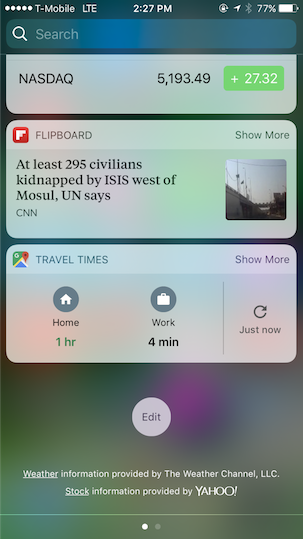 T-Mobile LTE 2:27 PM 77%
Search
NASDAQ 5,193.49 + 27.32
FLIPBOARD Show More
At least 295 civilians
kidnapped by ISIS west of
Mosul, UN says
CNN
TRAVEL TIMES Show More
Home Work
1 hr 4 min
Just now
Edit
Weather information provided by The Weather Channel, LLC.
Stock information provided by YAHOO!